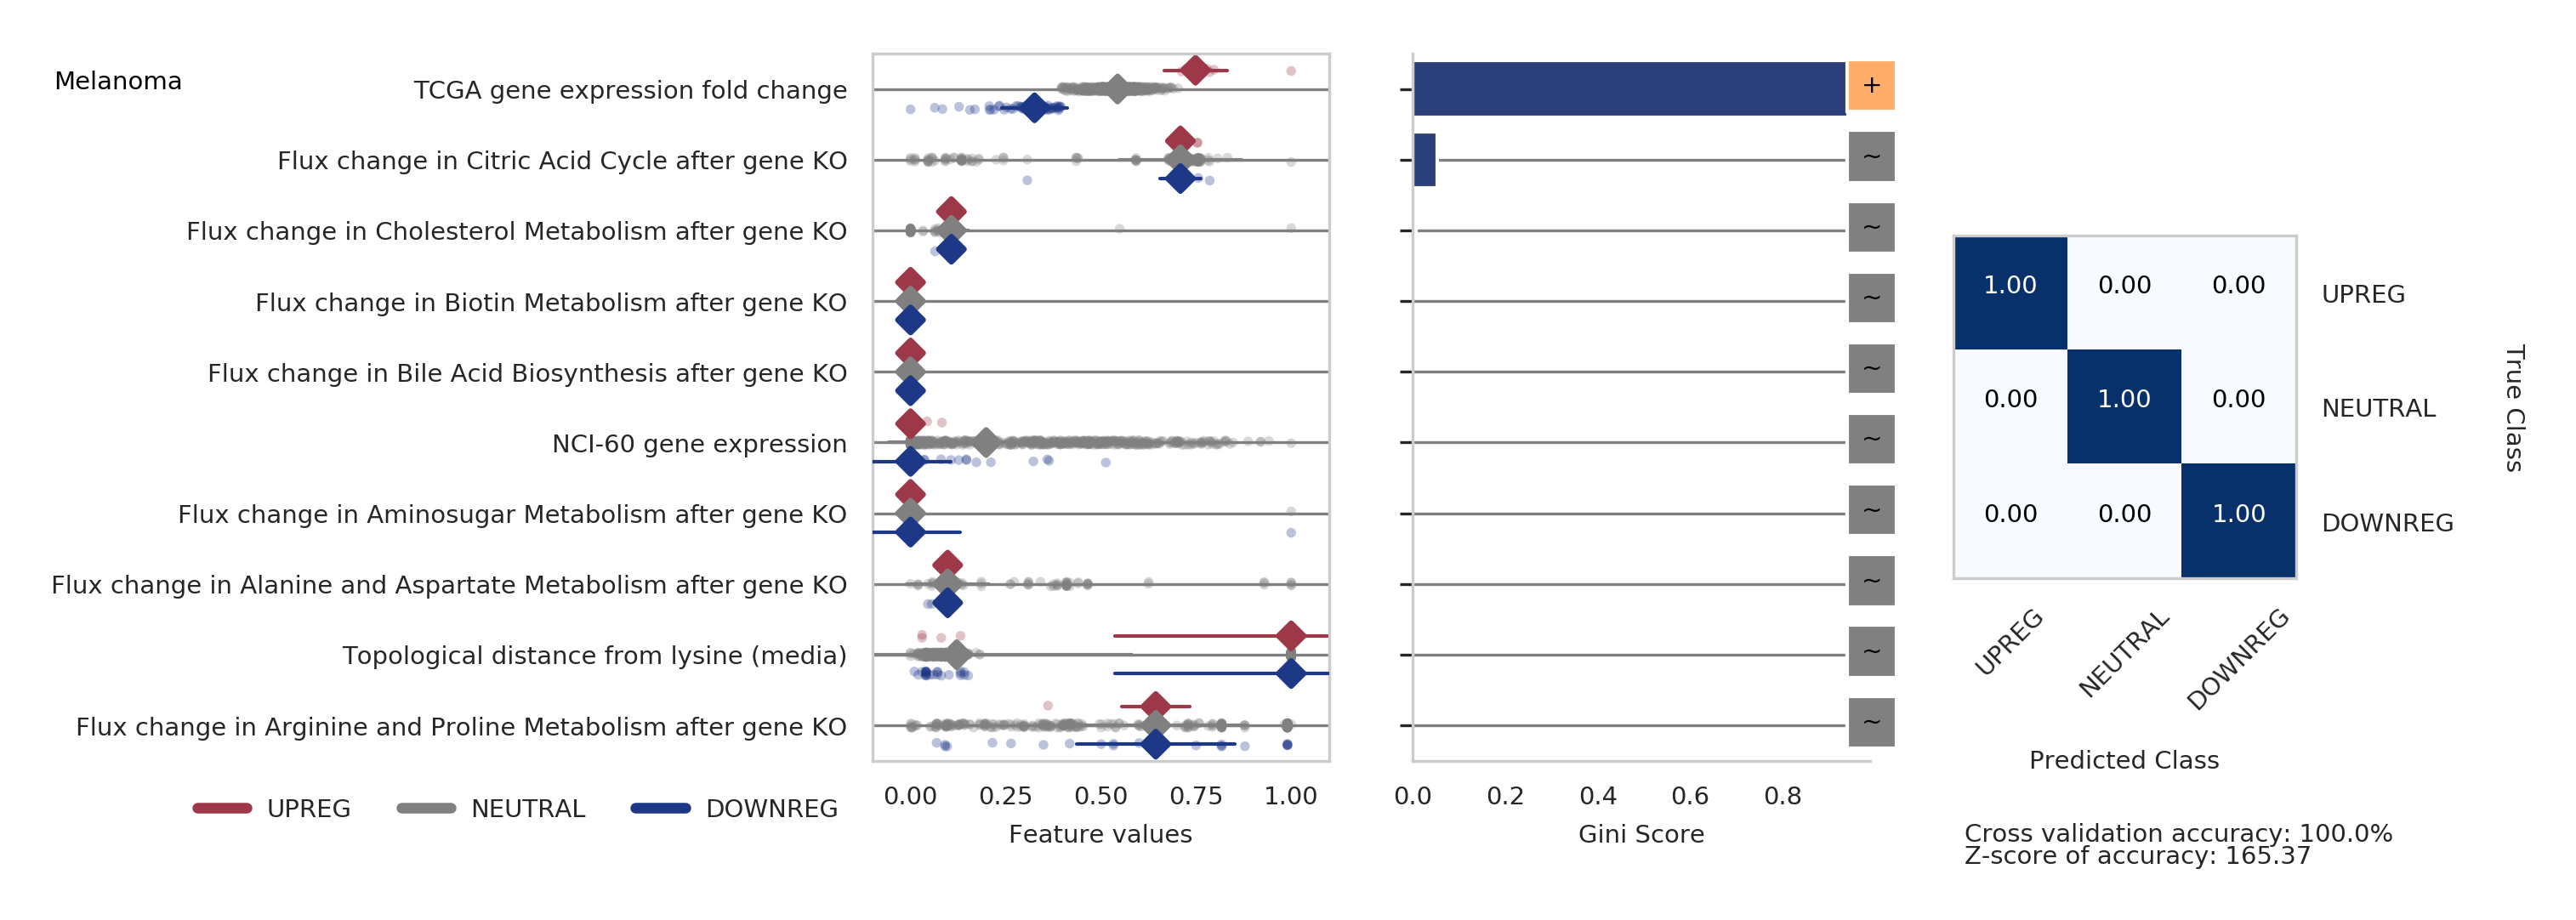 Melanoma
TCGA gene expression fold change
Flux change in Citric Acid Cycle after gene KO
Flux change in Cholesterol Metabolism after gene KO
Flux change in Biotin Metabolism after gene KO
Flux change in Bile Acid Biosynthesis after gene KO
NCI-60 gene expression
Flux change in Aminosugar Metabolism after gene KO
Flux change in Alanine and Aspartate Metabolism after gene KO
Topological distance from lysine (media)
Flux change in Arginine and Proline Metabolism after gene KO
UPREG NEUTRAL DOWNREG
0.00 0.25 0.50 0.75 1.00
Feature values
+
~
~
~
~
~
~
~
~
~
0.0 0.2 0.4 0.6 0.8
Gini Score
1.00 0.00 0.00 UPREG
0.00 1.00 0.00 NEUTRAL
0.00 0.00 1.00 DOWNREG
True Class
UPREG NEUTRAL DOWNREG
Predicted Class
Cross validation accuracy: 100.0%
Z-score of accuracy: 165.37